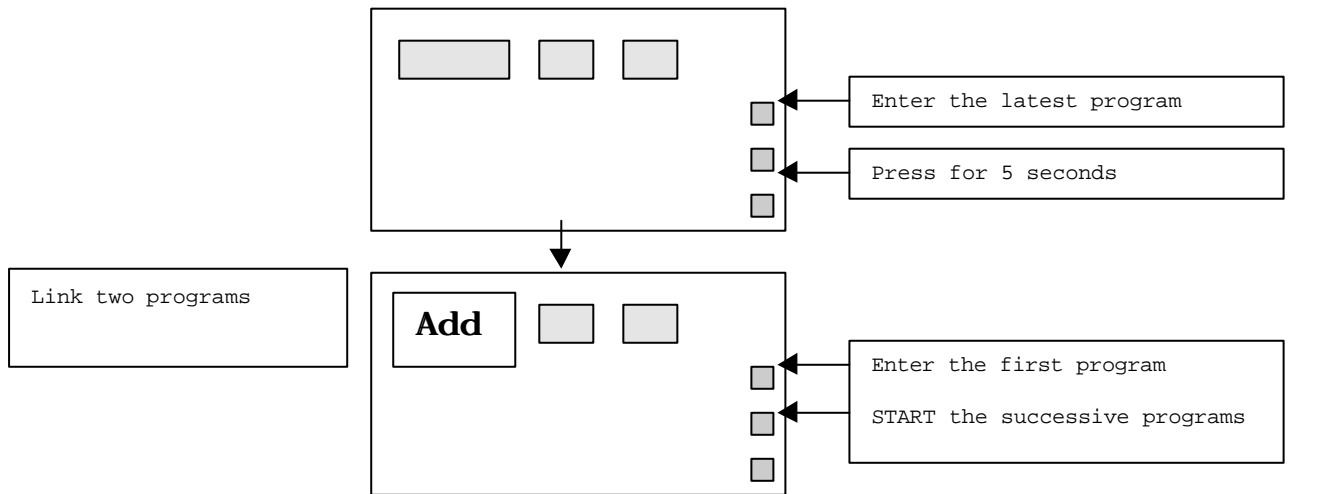 Enter the latest program
Press for 5 seconds
Link two programs
Add
Enter the first program
START the successive programs